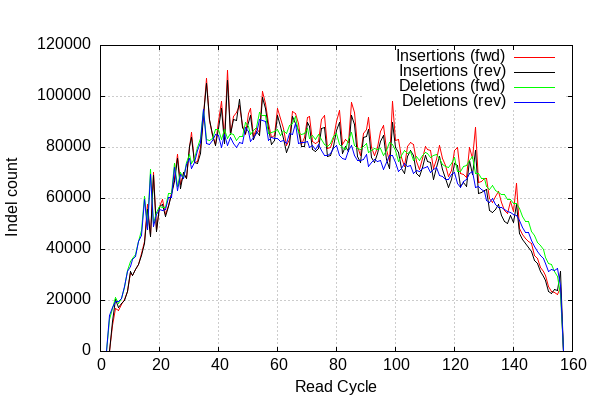 120000
100000
80000
60000
40000
20000
0
Indel count
Insertions (fwd)
Insertions (rev)
Deletions (fwd)
Deletions (rev)
0 20 40 60 80 100 120 140 160
Read Cycle